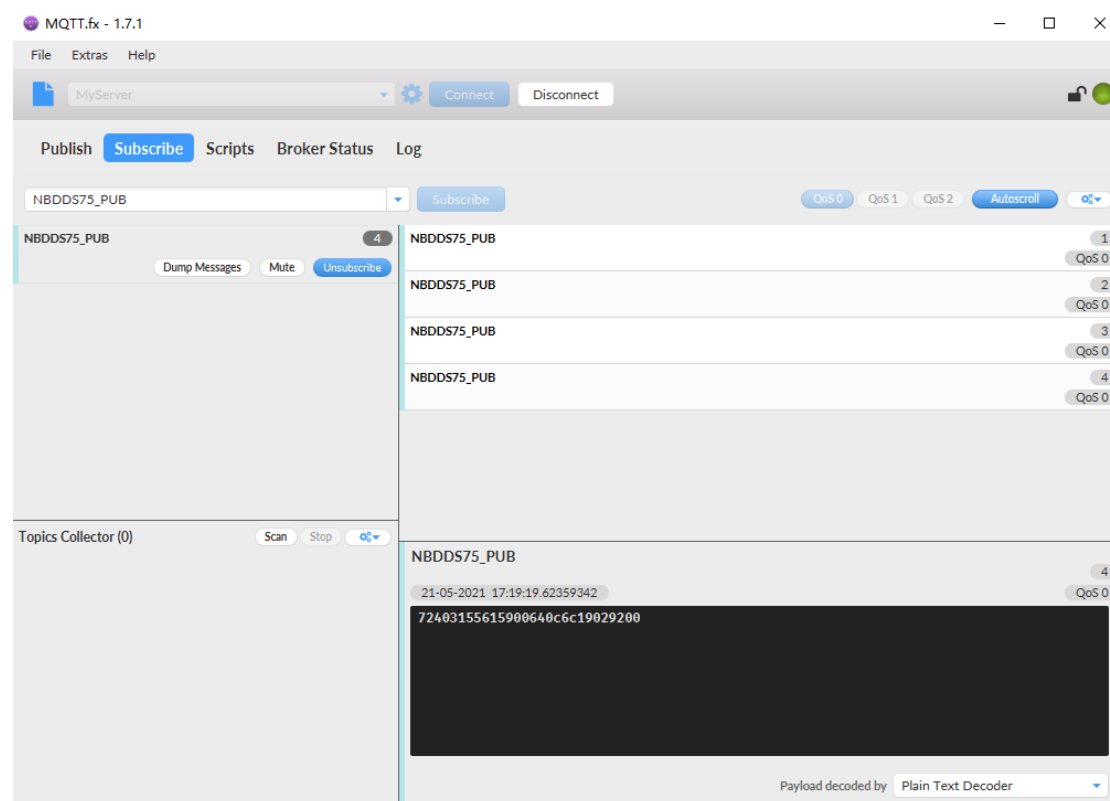 MQTT.fx - 1.7.1
File Extras Help
MyServer Connect Disconnect
Publish Subscribe Scripts Broker Status Log
NBDDS75_PUB Subscribe QoS 0 QoS 1 QoS 2 Autoscroll
NBDDS75_PUB 4
Dump Messages Mute Unsubscribe
NBDDS75_PUB 1
QoS 0
NBDDS75_PUB 2
QoS 0
NBDDS75_PUB 3
QoS 0
NBDDS75_PUB 4
QoS 0
Topics Collector (0) Scan Stop
NBDDS75_PUB
4
21-05-2021 17:19:19.62359342 QoS 0
72403155615900640c6c19029200
Payload decoded by Plain Text Decoder